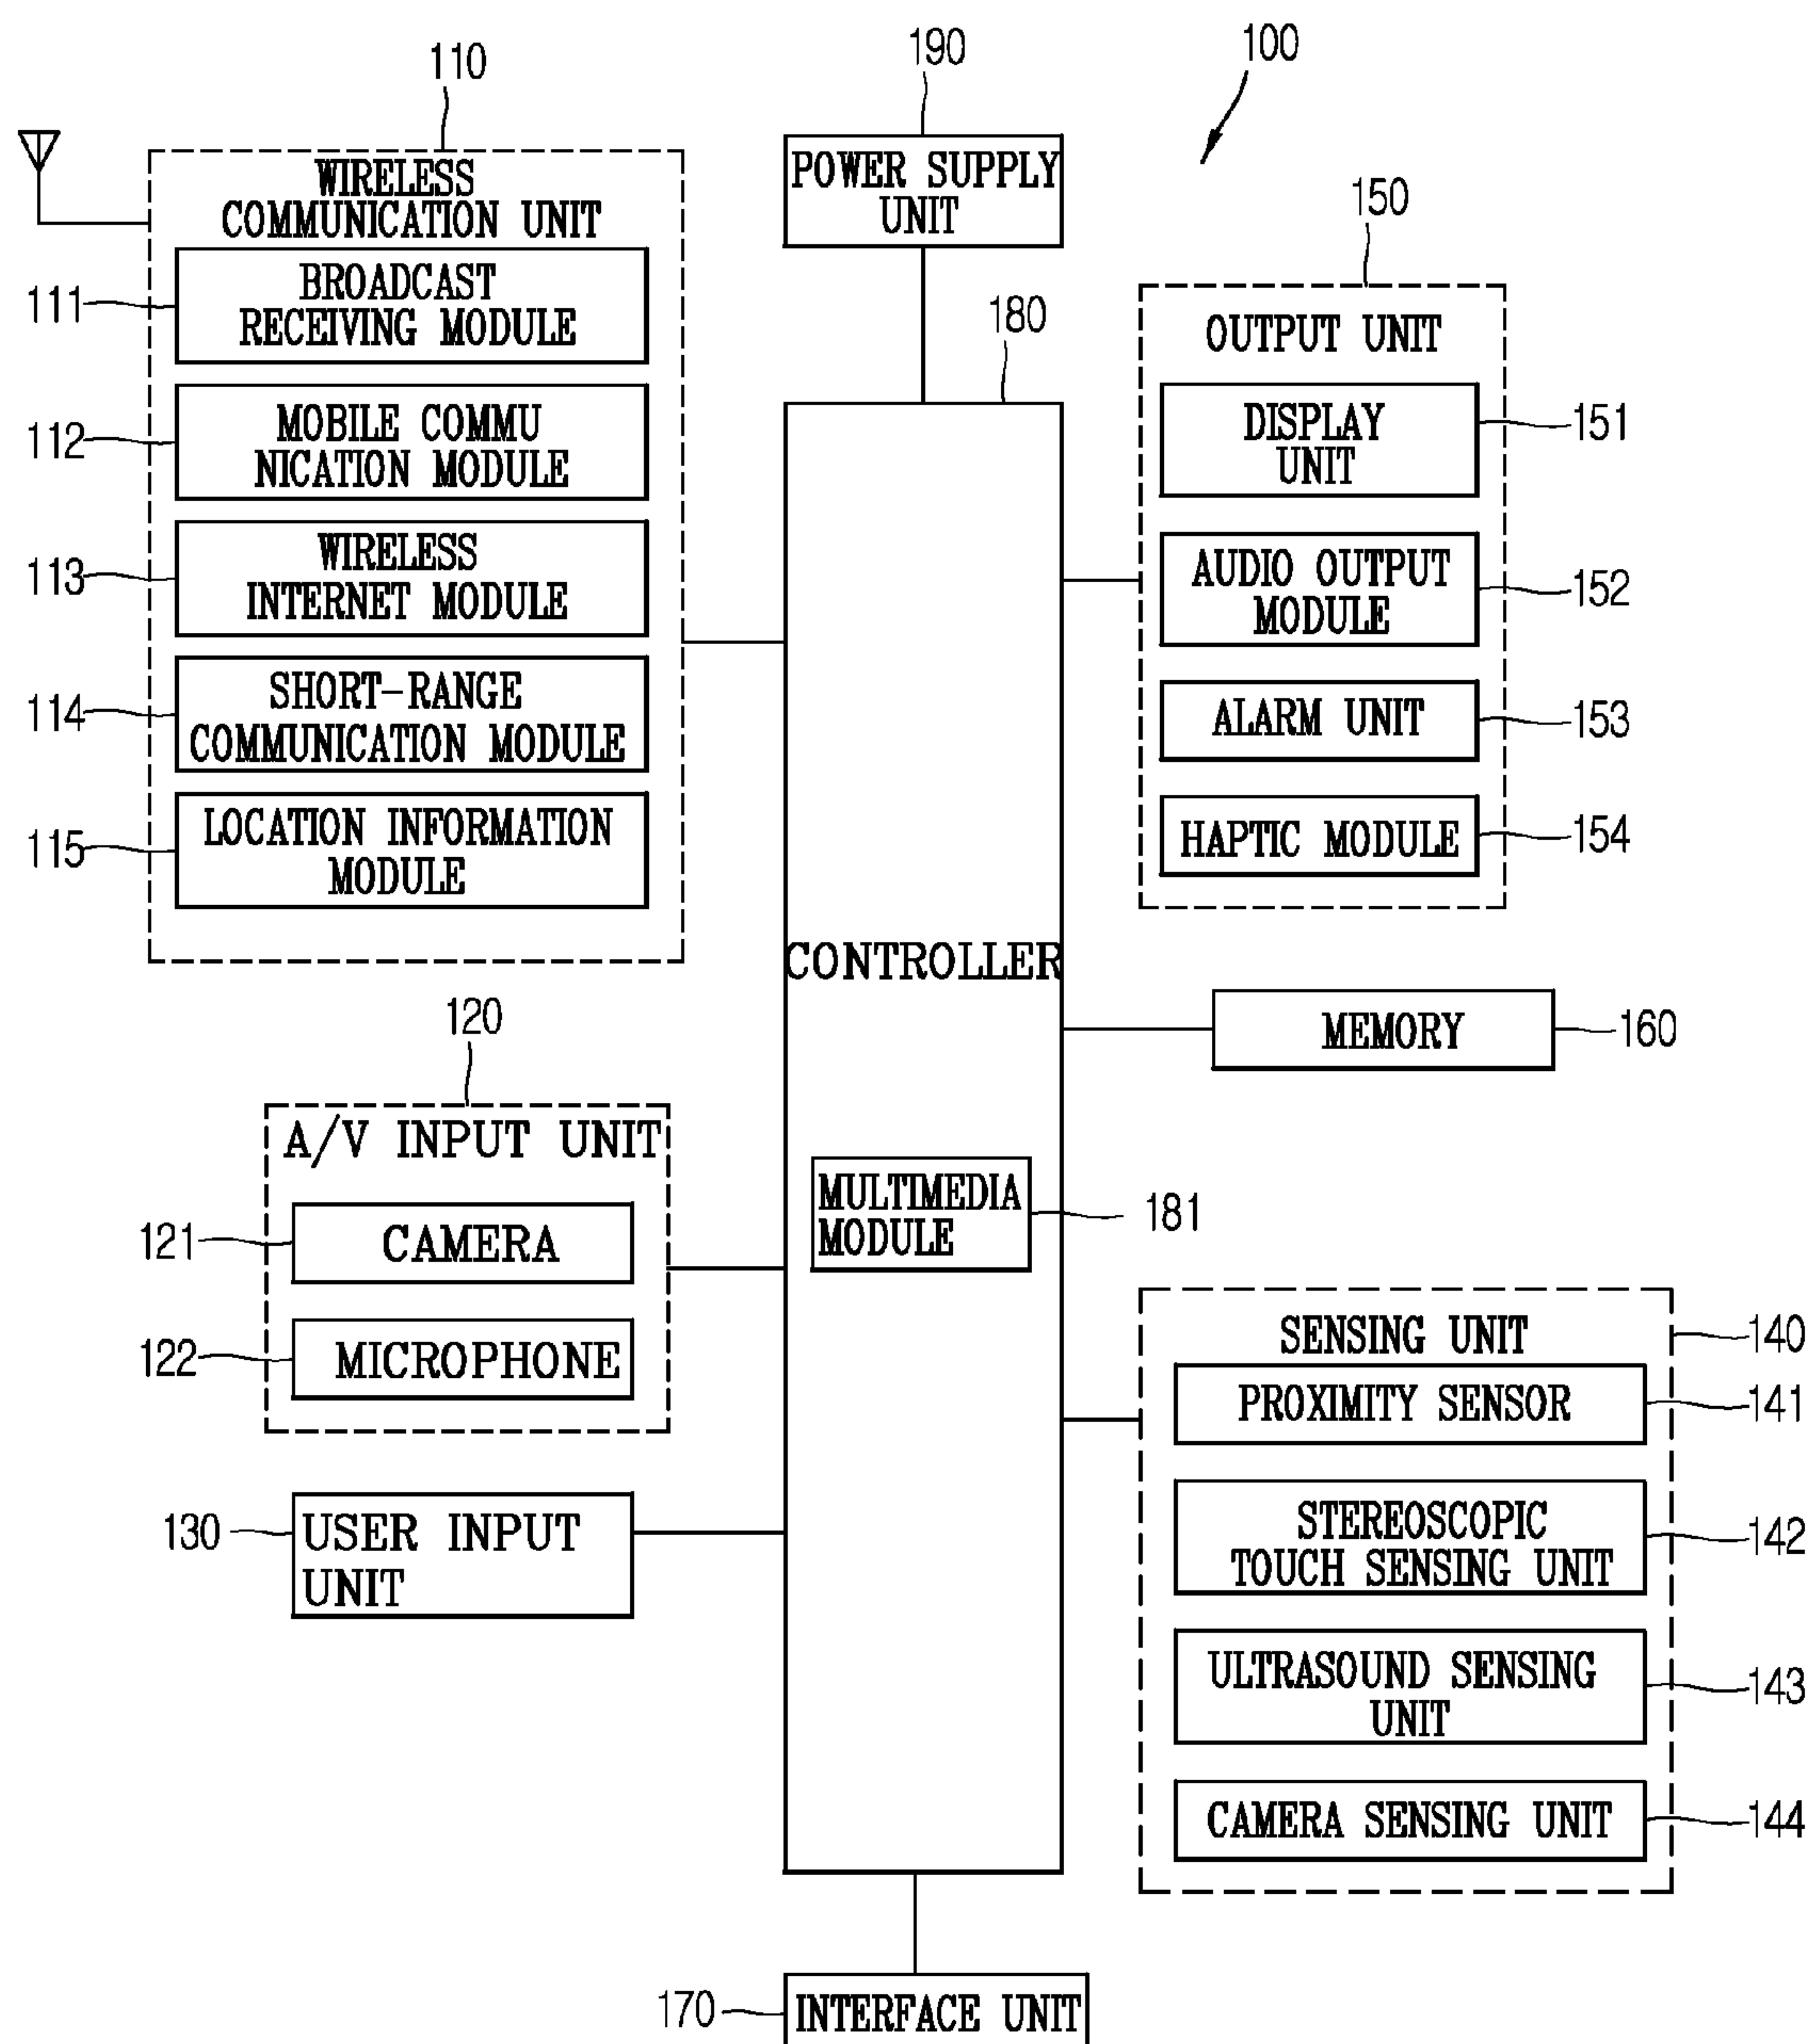 110
190
100
WIRELESS
COMMUNICATION UNIT
111
BROADCAST
RECEIVING MODULE
112
MOBILE COMMU
NICATION MODULE
113
WIRELESS
INTERNET MODULE
114
SHORT-RANGE
COMMUNICATION MODULE
115
LOCATION INFORMATION
MODULE
POWER SUPPLY
UNIT
180
CONTROLLER
MULTIMEDIA
MODULE
181
150
OUTPUT UNIT
DISPLAY
UNIT
151
AUDIO OUTPUT
MODULE
152
ALARM UNIT
153
HAPTIC MODULE
154
MEMORY
160
120
A/V INPUT UNIT
121
CAMERA
122
MICROPHONE
130
USER INPUT
UNIT
SENSING UNIT
140
PROXIMITY SENSOR
141
STEREOSCOPIC
TOUCH SENSING UNIT
142
ULTRASOUND SENSING
UNIT
143
CAMERA SENSING UNIT
144
170
INTERFACE UNIT